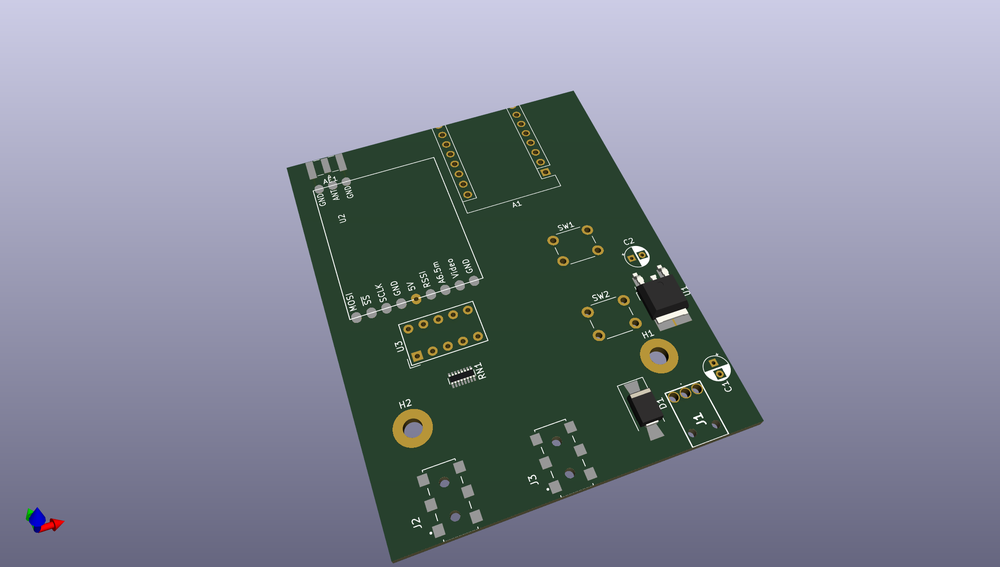 GND
ANT
GND
U2
A1
SW1
C2
U1
MOSI
SS
SCLK
GND
5V
RSSI
A6.5m
Video
GND
SW2
H1
U3
RN1
C1
D1
J1
H2
J3
J2